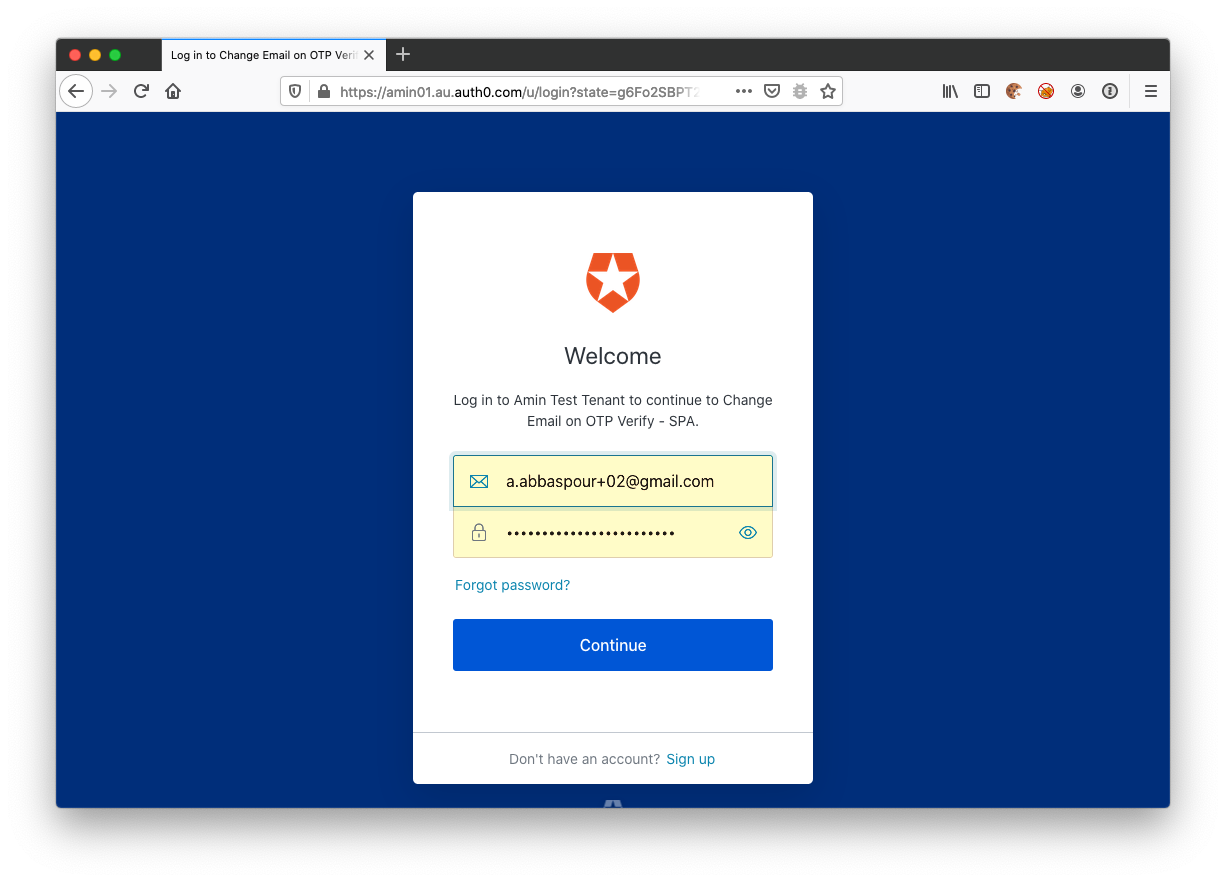 Log in to Change Email on OTP Veri
https://amin01.au.auth0.com/u/login?state=g6Fo2SBPT2
Welcome
Log in to Amin Test Tenant to continue to Change
Email on OTP Verify - SPA.
a.abbaspour+02@gmail.com
••••••••••••••••••••••••
Forgot password?
Continue
Don't have an account? Sign up